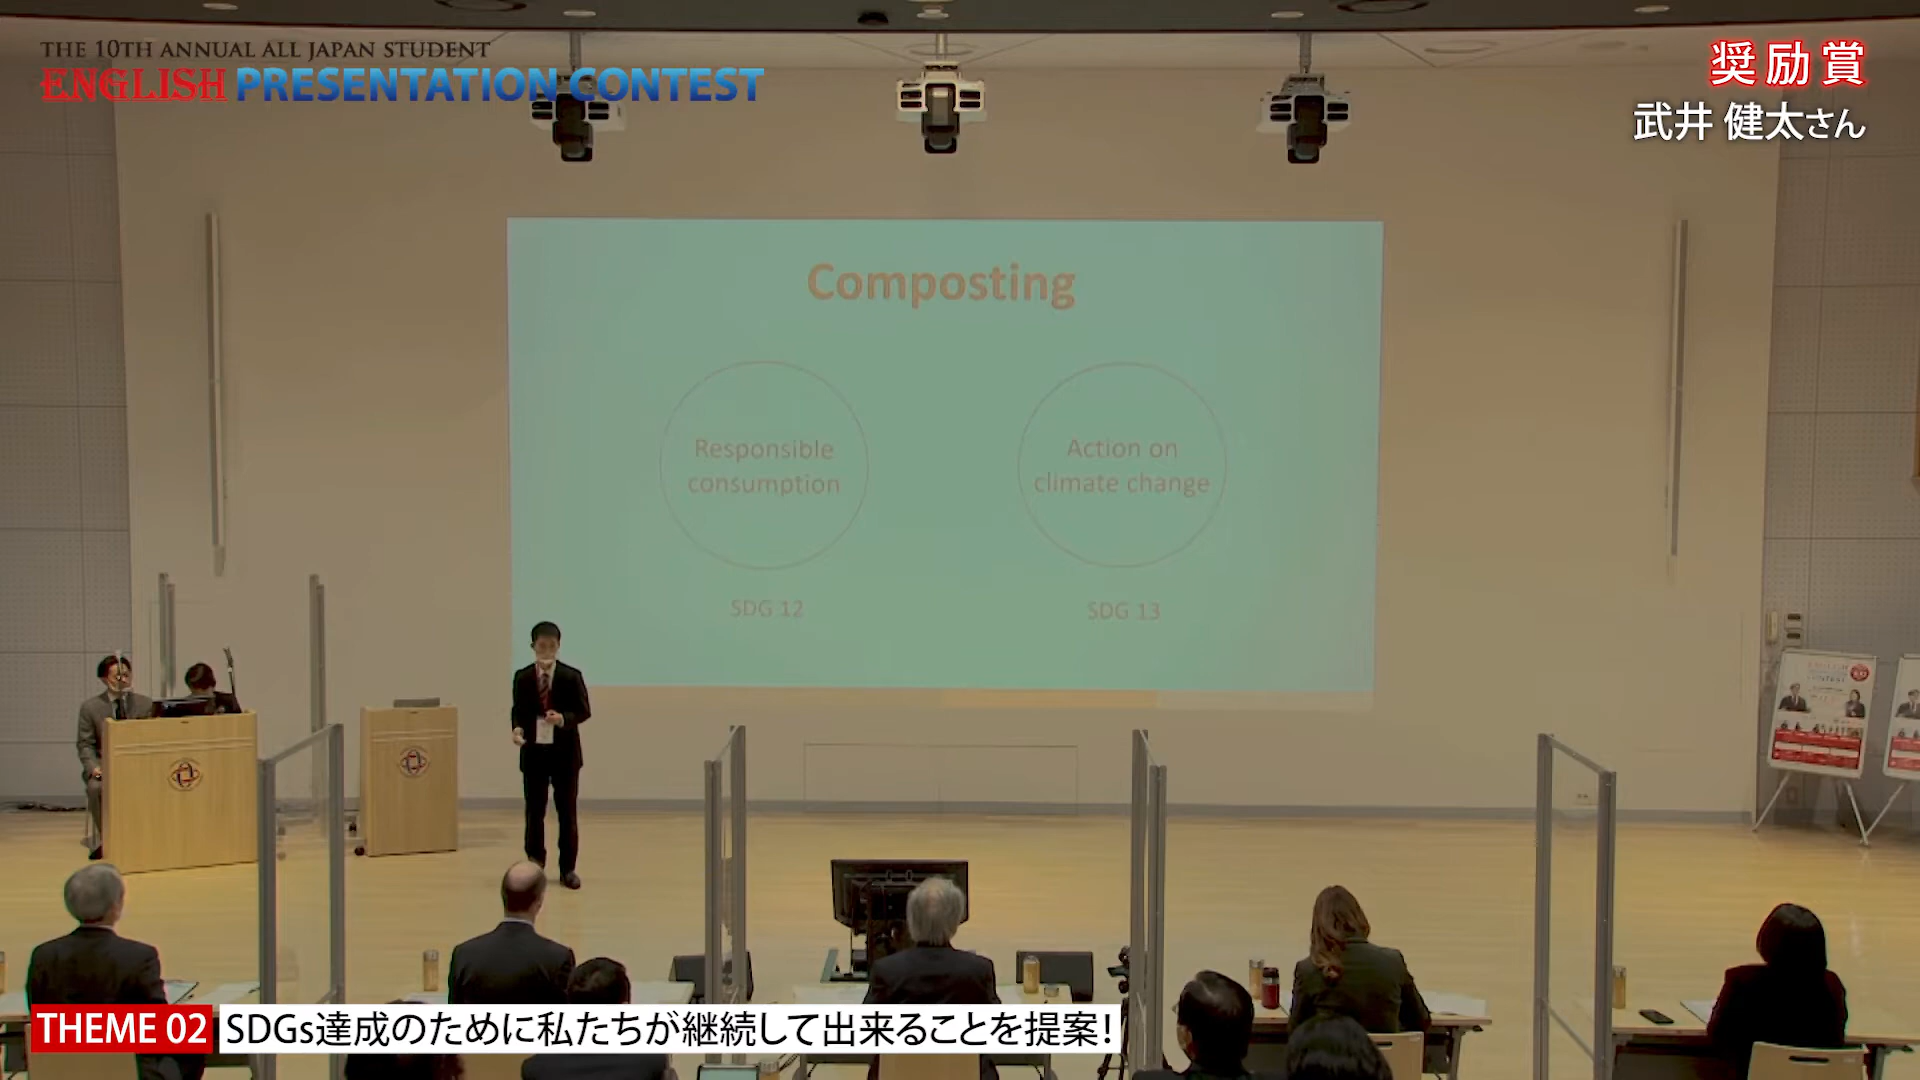 THE 10TH ANNUAL ALL JAPAN STUDENT
ENGLISH PRESENTATION CONTEST
奨励賞
武井 健太さん
Composting
Responsible
consumption
Action on
climate change
SDG 12
SDG 13
ENGLISH
CONTEST
THEME 02 SDGs達成のために私たちが継続して出来ることを提案!